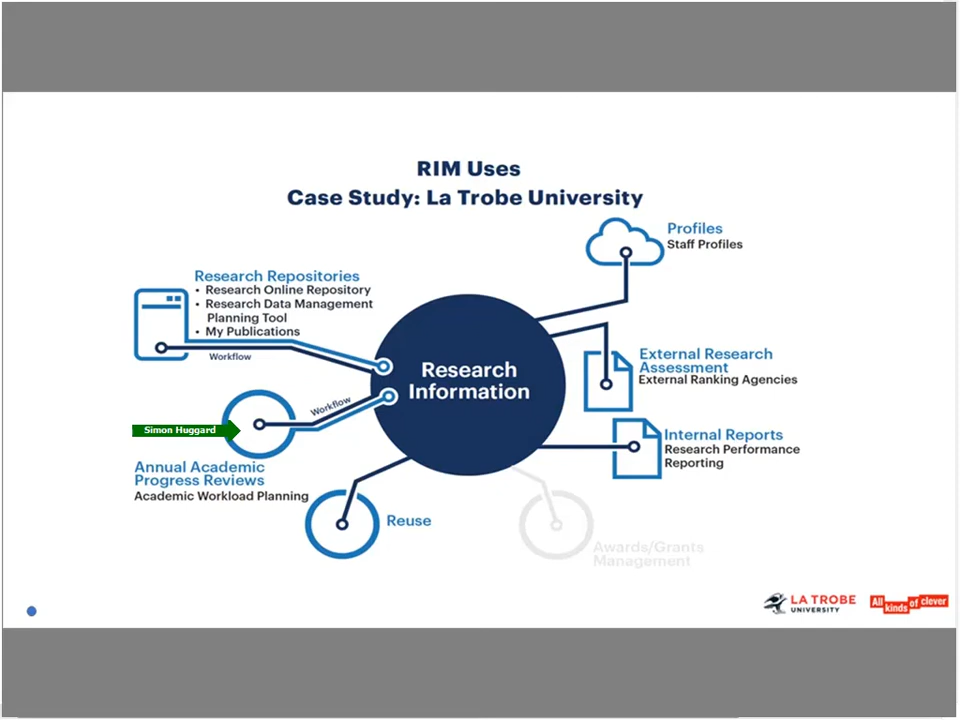 RIM Uses
Case Study: La Trobe University
Profiles
Staff Profiles
Research Repositories
• Research Online Repository
• Research Data Management
Planning Tool
• My Publications
Workflow
External Research
Assessment
External Ranking Agencies
Research
Information
Workflow
Simon Huggard
Internal Reports
Research Performance
Reporting
Annual Academic
Progress Reviews
Academic Workload Planning
Reuse
Awards/Grants
Management
LA TROBE
UNIVERSITY
All kinds of clever